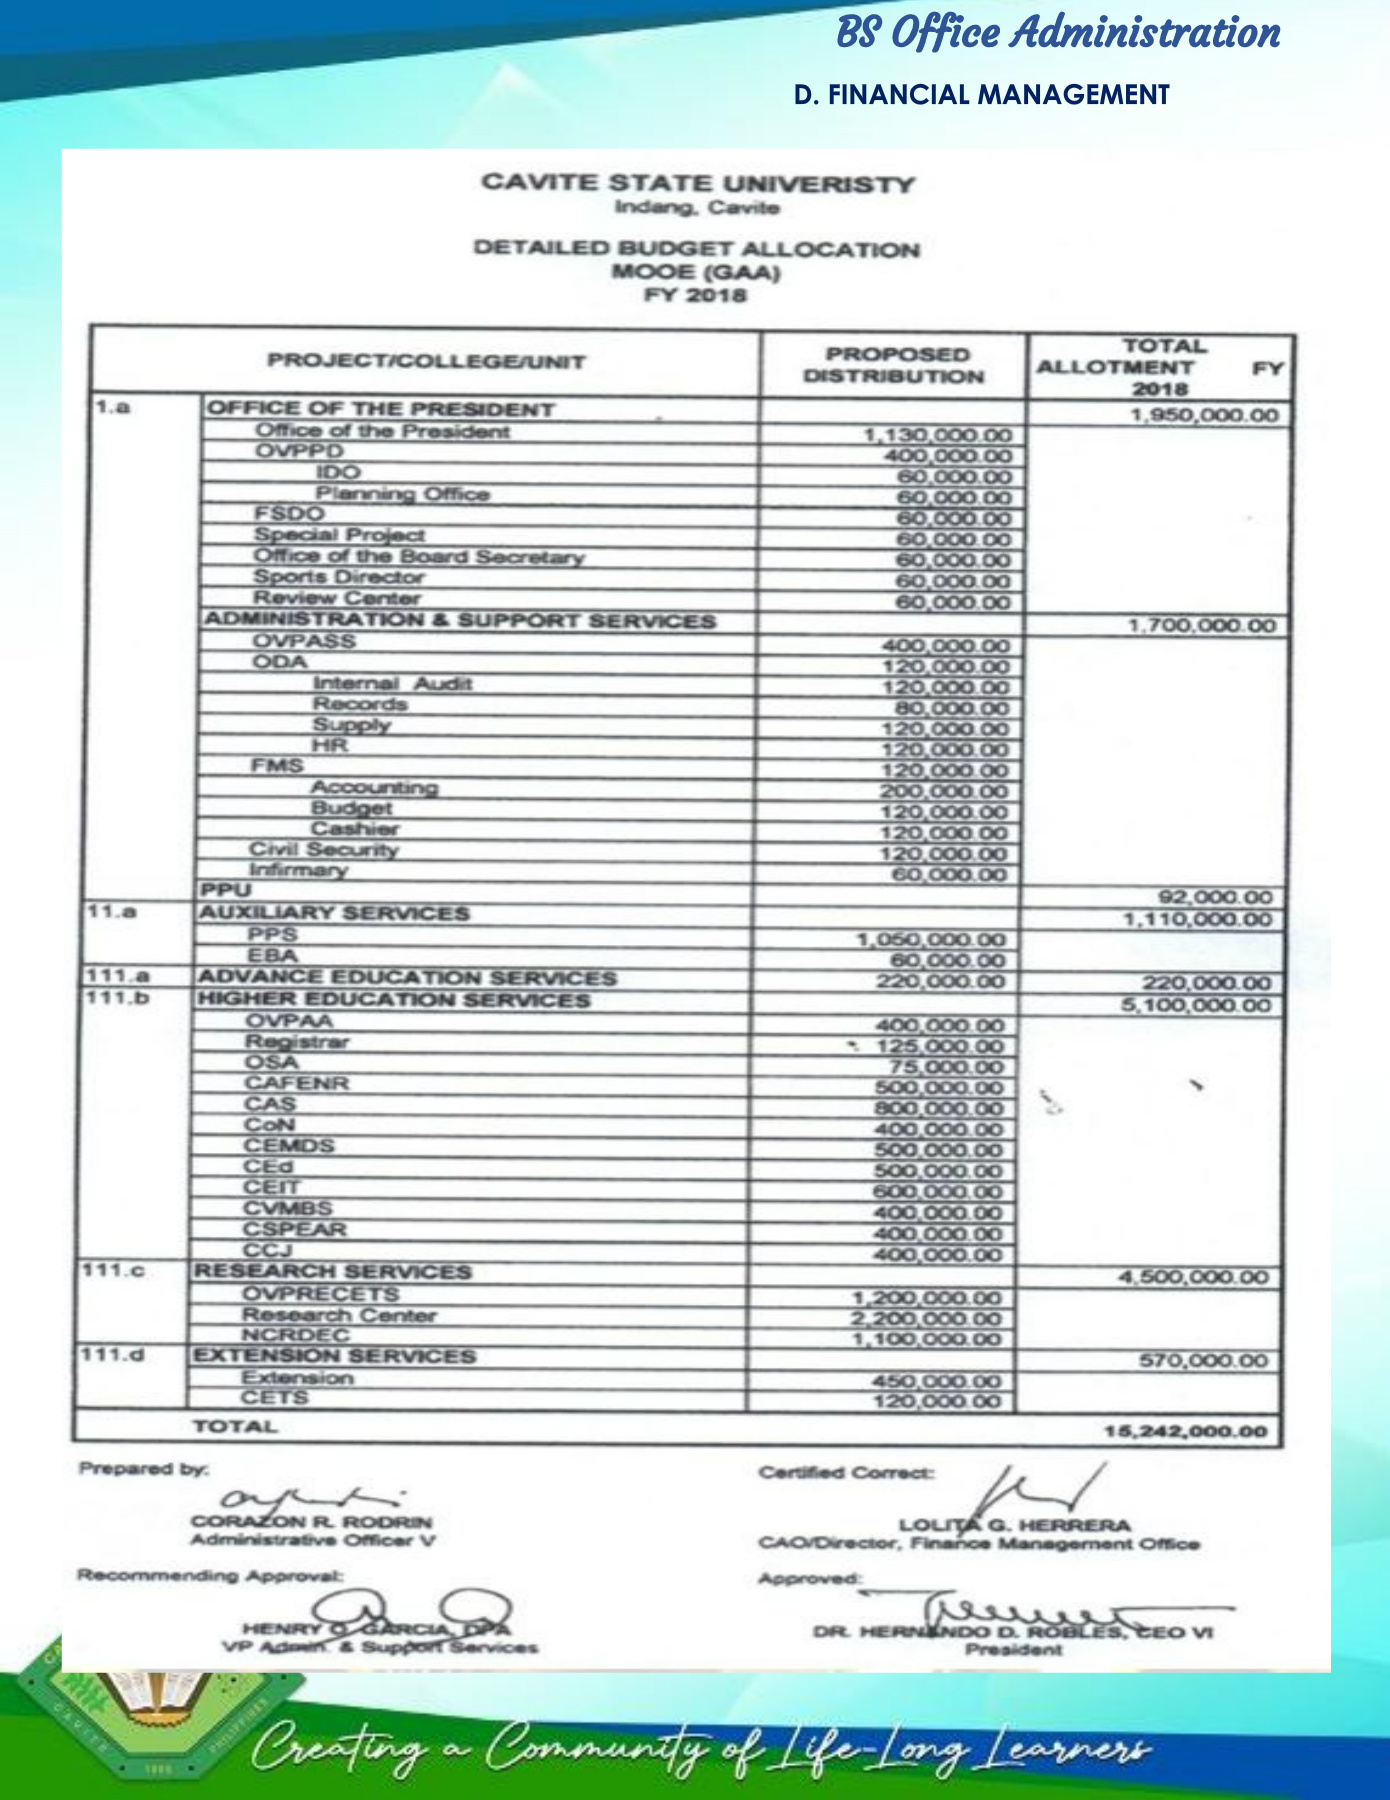 BS Office Administration
D. FINANCIAL MANAGEMENT
CAVITE STATE UNIVERISTY
Indang, Cavite
DETAILED BUDGET ALLOCATION
MOOE (GAA)
FY 2018
PROJECT/COLLEGE/UNIT PROPOSED DISTRIBUTION TOTAL ALLOTMENT FY 2018
1.a OFFICE OF THE PRESIDENT 1,950,000.00
Office of the President 1,130,000.00
OVPPD 400,000.00
IDO 60,000.00
Planning Office 60,000.00
FSDO 60,000.00
Special Project 60,000.00
Office of the Board Secretary 60,000.00
Sports Director 60,000.00
Review Center 60,000.00
ADMINISTRATION & SUPPORT SERVICES 1,700,000.00
OVPASS 400,000.00
ODA 120,000.00
Internal Audit 120,000.00
Records 80,000.00
Supply 120,000.00
HR 120,000.00
FMS 120,000.00
Accounting 200,000.00
Budget 120,000.00
Cashier 120,000.00
Civil Security 120,000.00
Infirmary 60,000.00
PPU 92,000.00
11.a AUXILIARY SERVICES 1,110,000.00
PPS 1,050,000.00
EBA 60,000.00
111.a ADVANCE EDUCATION SERVICES 220,000.00 220,000.00
111.b HIGHER EDUCATION SERVICES 5,100,000.00
OVPAA 400,000.00
Registrar 125,000.00
OSA 75,000.00
CAFENR 500,000.00
CAS 800,000.00
CoN 400,000.00
CEMDS 500,000.00
CEd 500,000.00
CEIT 600,000.00
CVMBS 400,000.00
CSPEAR 400,000.00
CCJ 400,000.00
111.c RESEARCH SERVICES 4,500,000.00
OVPRECETS 1,200,000.00
Research Center 2,200,000.00
NCRDEC 1,100,000.00
111.d EXTENSION SERVICES 570,000.00
Extension 450,000.00
CETS 120,000.00
TOTAL 15,242,000.00
Prepared by: Certified Correct:
CORAZON R. RODRIN LOLITA G. HERRERA
Administrative Officer V CAO/Director, Finance Management Office
Recommending Approval: Approved:
HENRY O. GARCIA, DPA DR. HERNANDO D. ROBLES, CEO VI
VP Admin. & Support Services President
CAVITE PHILIPPINES
1906
Creating a Community of Life-Long Learners